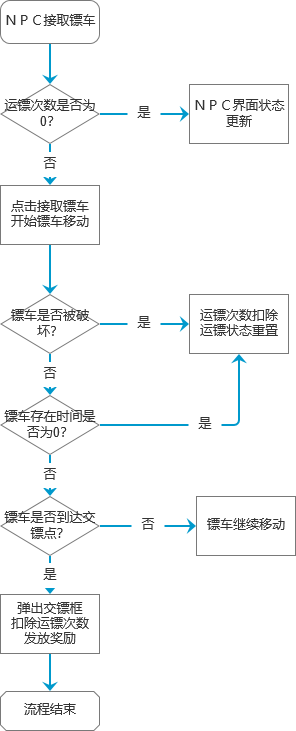 ＮＰＣ接取镖车
运镖次数是否为
0?
是
ＮＰＣ界面状态
更新
否
点击接取镖车
开始镖车移动
镖车是否被破
坏?
是
运镖次数扣除
运镖状态重置
否
镖车存在时间是
否为0?
是
否
镖车是否到达交
镖点?
否
镖车继续移动
是
弹出交镖框
扣除运镖次数
发放奖励
流程结束